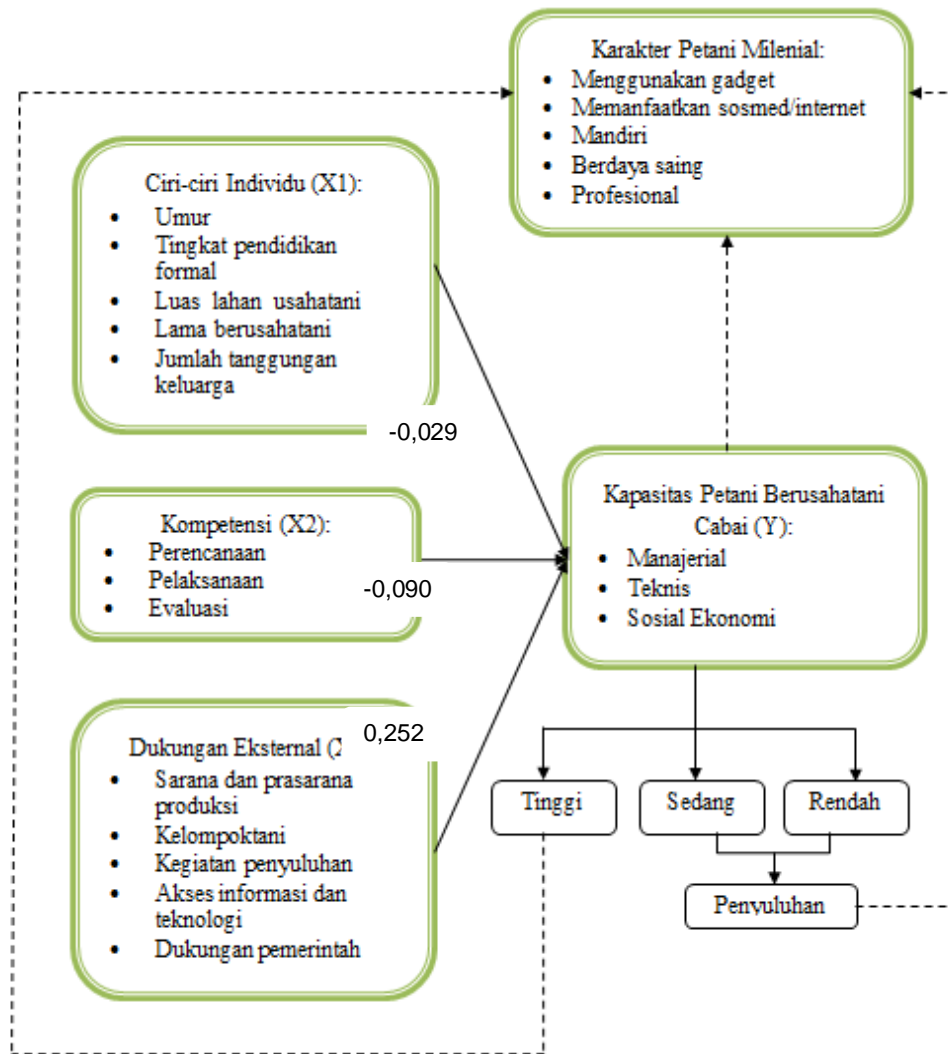 Karakter Petani Milenial:
• Menggunakan gadget
• Memanfaatkan sosmed/internet
• Mandiri
• Berdaya saing
• Profesional
Ciri-ciri Individu (X1):
• Umur
• Tingkat pendidikan
formal
• Luas lahan usahatani
• Lama berusahatani
• Jumlah tanggungan
keluarga
-0,029
Kompetensi (X2):
• Perencanaan
• Pelaksanaan
• Evaluasi
-0,090
Kapasitas Petani Berusahatani
Cabai (Y):
• Manajerial
• Teknis
• Sosial Ekonomi
Dukungan Eksternal
0,252
• Sarana dan prasarana
produksi
• Kelompoktani
• Kegiatan penyuluhan
• Akses informasi dan
teknologi
• Dukungan pemerintah
Tinggi
Sedang
Rendah
Penyuluhan